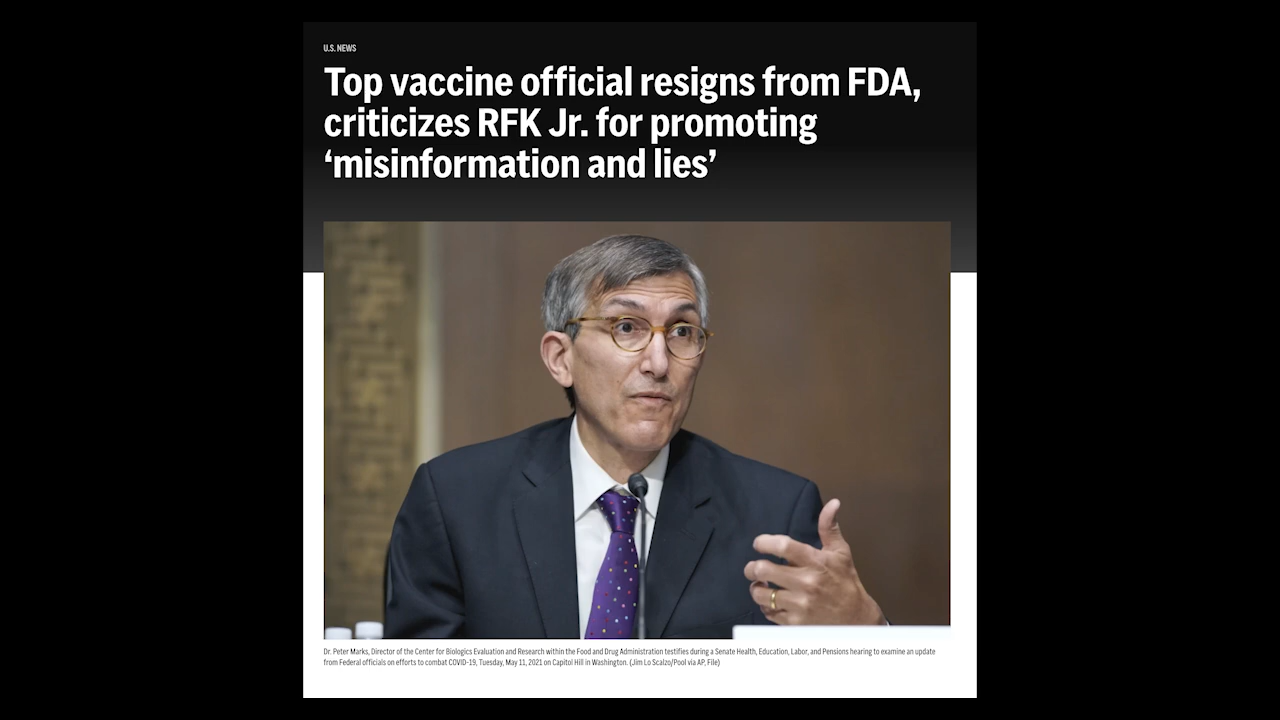 U.S. NEWS
Top vaccine official resigns from FDA,
criticizes RFK Jr. for promoting
‘misinformation and lies’
Dr. Peter Marks, Director of the Center for Biologics Evaluation and Research within the Food and Drug Administration testifies during a Senate Health, Education, Labor, and Pensions hearing to examine an update
from Federal officials on efforts to combat COVID-19, Tuesday, May 11, 2021 on Capitol Hill in Washington. (Jim Lo Scalzo/Pool via AP, File)